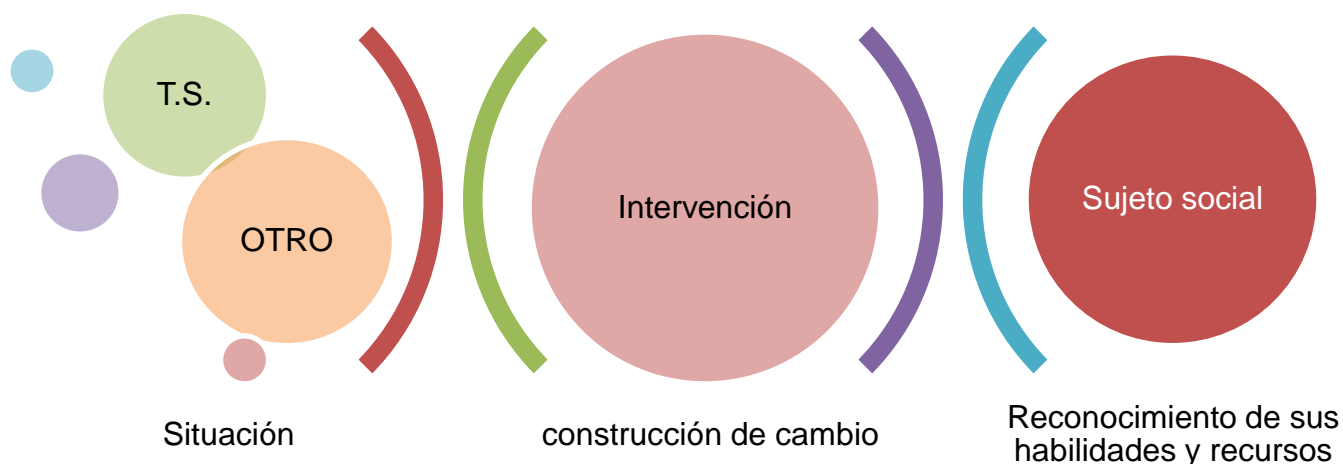 T.S.
OTRO
Situación
Intervención
construcción de cambio
Sujeto social
Reconocimiento de sus
habilidades y recursos